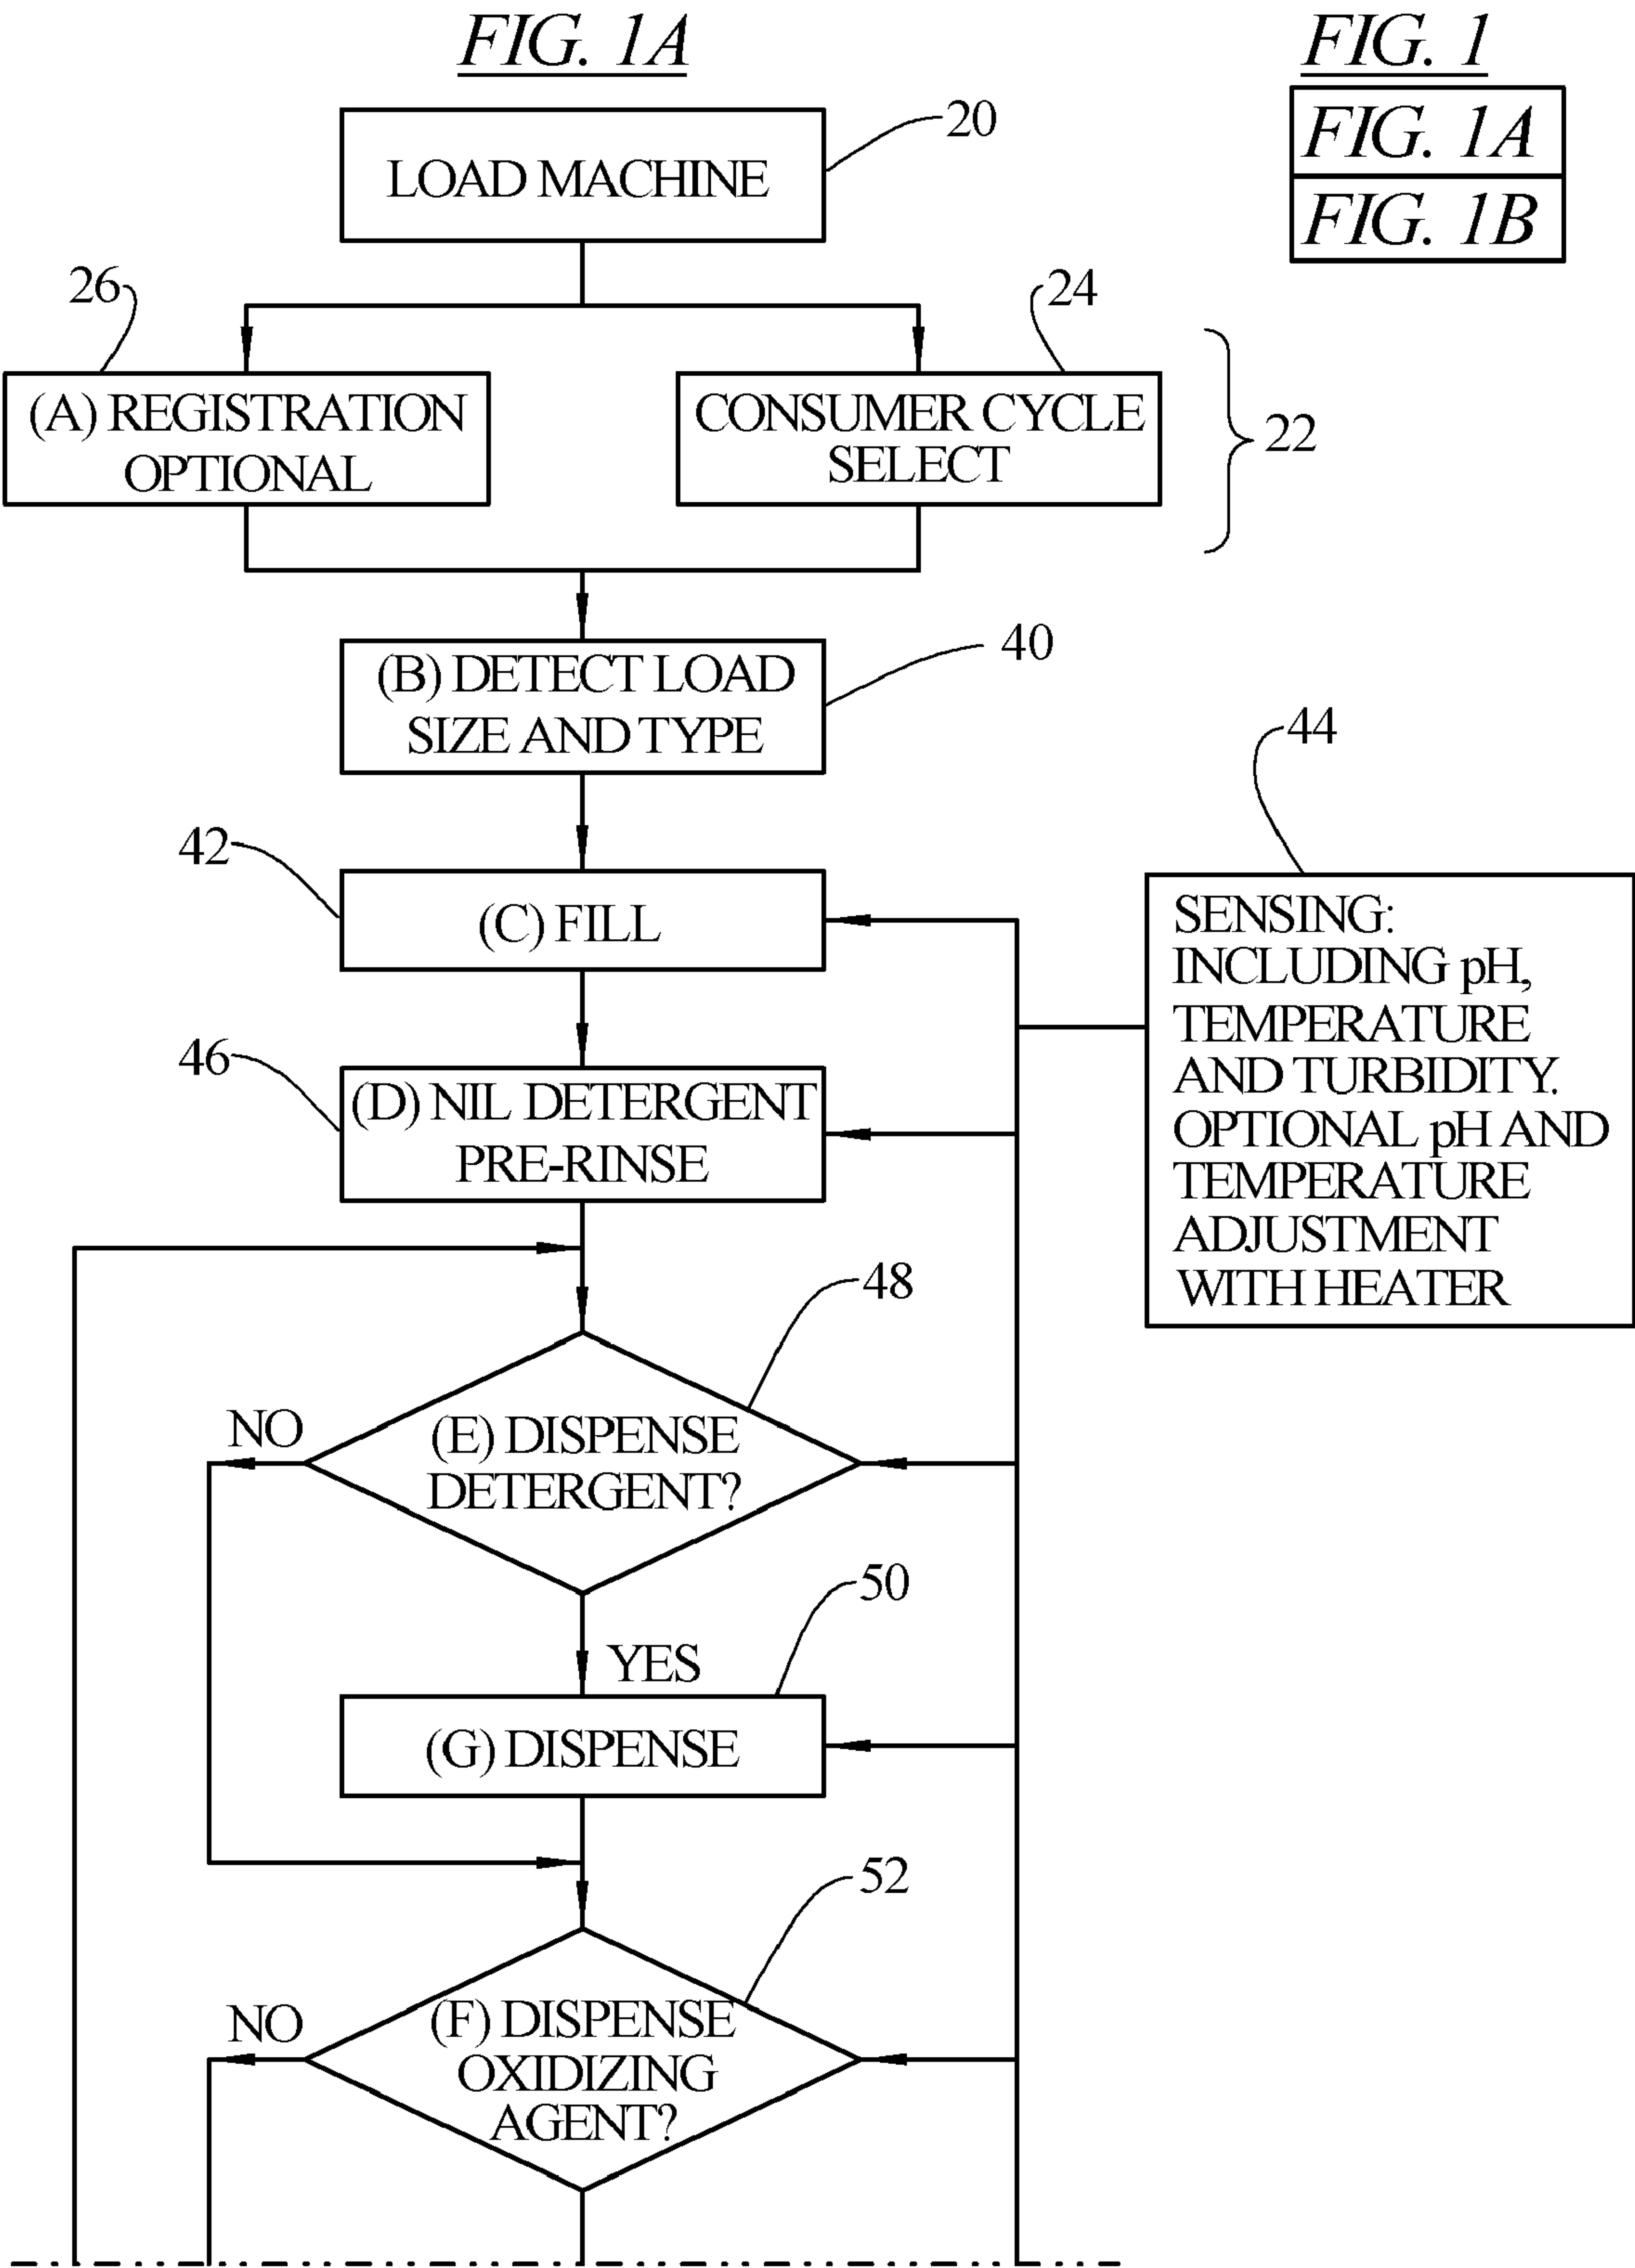 FIG. 1A
FIG. 1
FIG. 1A
FIG. 1B
LOAD MACHINE
20
26
24
(A) REGISTRATION
OPTIONAL
CONSUMER CYCLE
SELECT
22
(B) DETECT LOAD
SIZE AND TYPE
40
44
42
(C) FILL
SENSING:
INCLUDING pH,
TEMPERATURE
AND TURBIDITY.
OPTIONAL pH AND
TEMPERATURE
ADJUSTMENT
WITH HEATER
46
(D) NIL DETERGENT
PRE-RINSE
48
NO
(E) DISPENSE
DETERGENT?
50
YES
(G) DISPENSE
52
NO
(F) DISPENSE
OXIDIZING
AGENT?